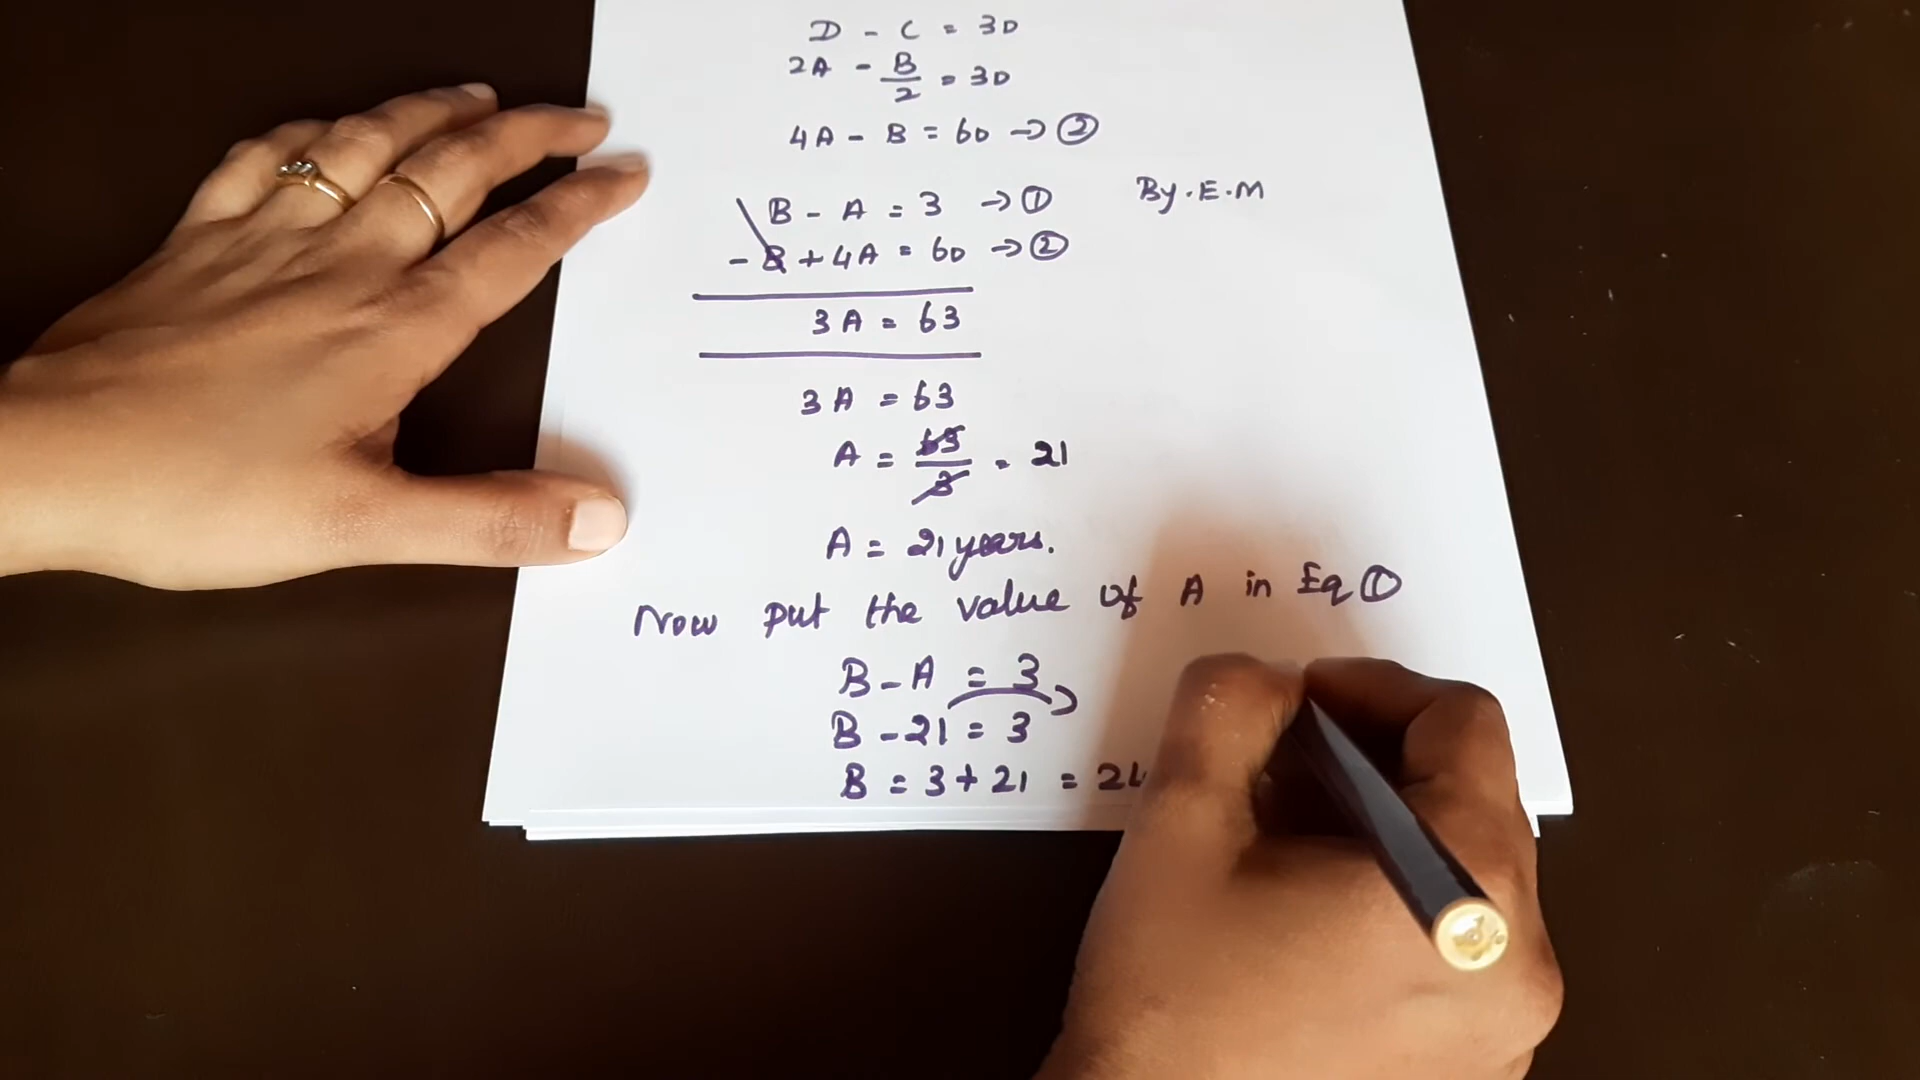 D - C = 30
2A - B/2 = 30
4A - B = 60 → ②
B - A = 3 → ① By. E. M
- B + 4A = 60 → ②
3A = 63
3A = 63
A = 63/3 = 21
A = 21 years.
Now put the value of A in Eq ①
B - A = 3
B - 21 = 3
B = 3 + 21 = 24